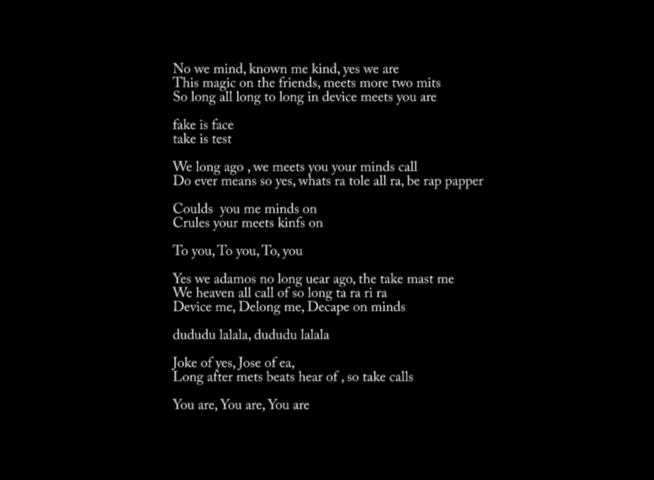 No we mind, known me kind, yes we are
This magic on the friends, meets more two mits
So long all long to long in device meets you are
fake is face
take is test
We long ago , we meets you your minds call
Do ever means so yes, whats ra tole all ra, be rap papper
Coulds  you me minds on
Crules your meets kinfs on
To you, To you, To, you
Yes we adamos no long uear ago, the take mast me
We heaven all call of so long ta ra ri ra
Device me, Delong me, Decape on minds
dududu lalala, dududu lalala
Joke of yes, Jose of ea,
Long after mets beats hear of , so take calls
You are, You are, You are